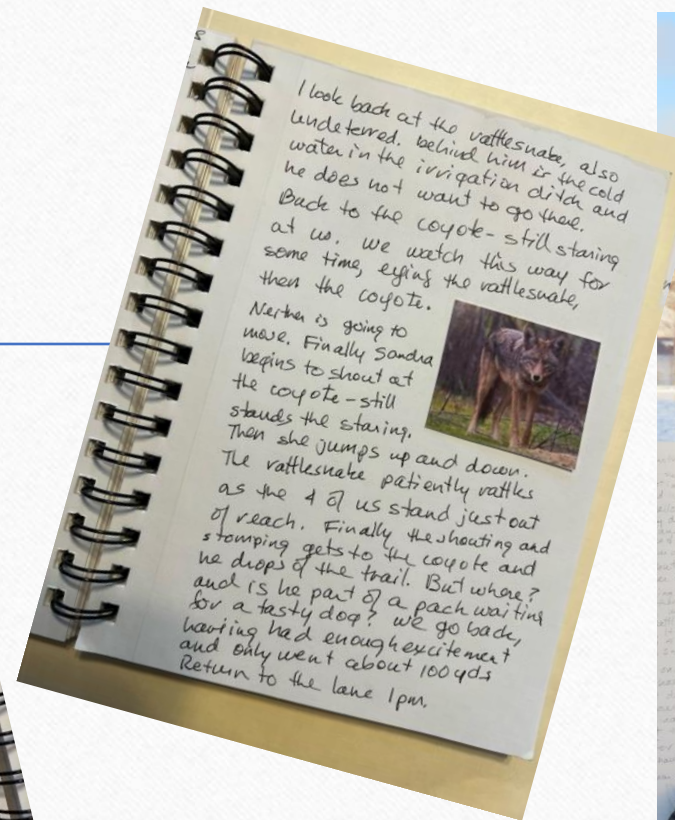 I look back at the rattlesnake, also
undeterred. behind him is the cold
water in the irrigation ditch and
he does not want to go there.
Back to the coyote - still staring
at us. we watch this way for
some time, eying the rattlesnake,
then the coyote.
Neither is going to
move. Finally Sandra
begins to shout at
the coyote - still
stands the staring.
Then she jumps up and down.
The rattlesnake patiently rattles
as the 4 of us stand just out
of reach. Finally the shouting and
stomping gets to the coyote and
he drops of the trail. But where?
and is he part of a pack waiting
for a tasty dog? we go back,
having had enough excitement
and only went about 100 yds
Return to the lane 1pm.